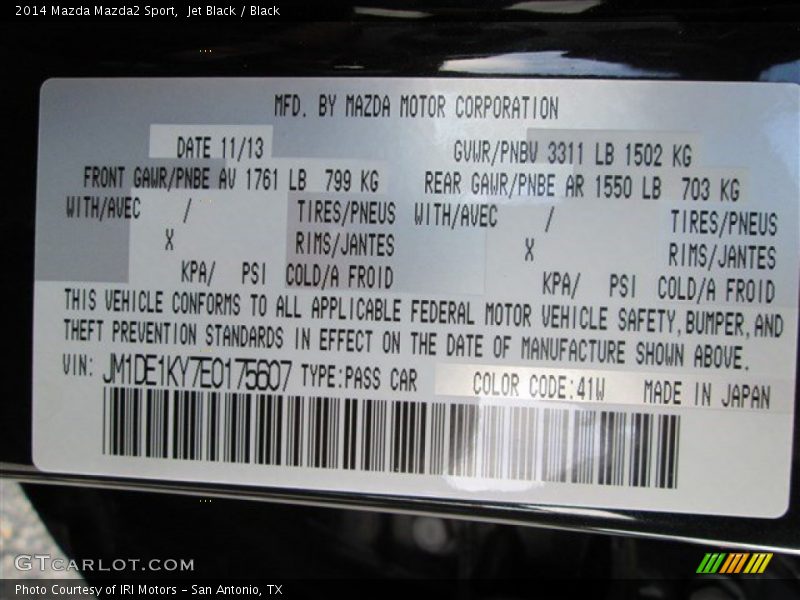 2014 Mazda Mazda2 Sport,  Jet Black / Black
MFD. BY MAZDA MOTOR CORPORATION
DATE 11/13
GVWR/PNBV 3311 LB 1502 KG
FRONT GAWR/PNBE AV 1761 LB 799 KG
REAR GAWR/PNBE AR 1550 LB 703 KG
WITH/AVEC / TIRES/PNEUS WITH/AVEC / TIRES/PNEUS
X RIMS/JANTES X RIMS/JANTES
KPA/ PSI COLD/A FROID KPA/ PSI COLD/A FROID
THIS VEHICLE CONFORMS TO ALL APPLICABLE FEDERAL MOTOR VEHICLE SAFETY, BUMPER, AND
THEFT PREVENTION STANDARDS IN EFFECT ON THE DATE OF MANUFACTURE SHOWN ABOVE.
VIN: JM1DE1KY7E0175607 TYPE:PASS CAR COLOR CODE:41W MADE IN JAPAN
GTCARLOT.COM
Photo Courtesy of IRI Motors - San Antonio, TX